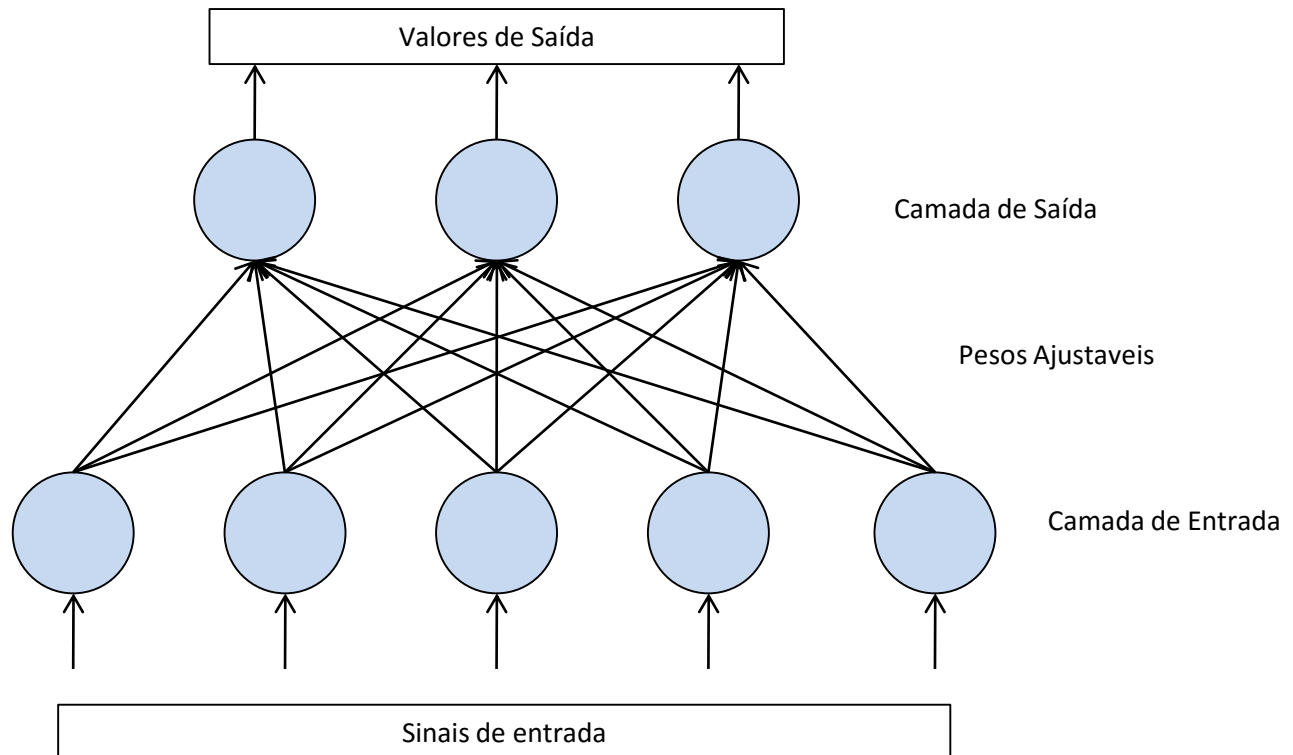 Valores de Saída
Camada de Saída
Pesos Ajustaveis
Camada de Entrada
Sinais de entrada